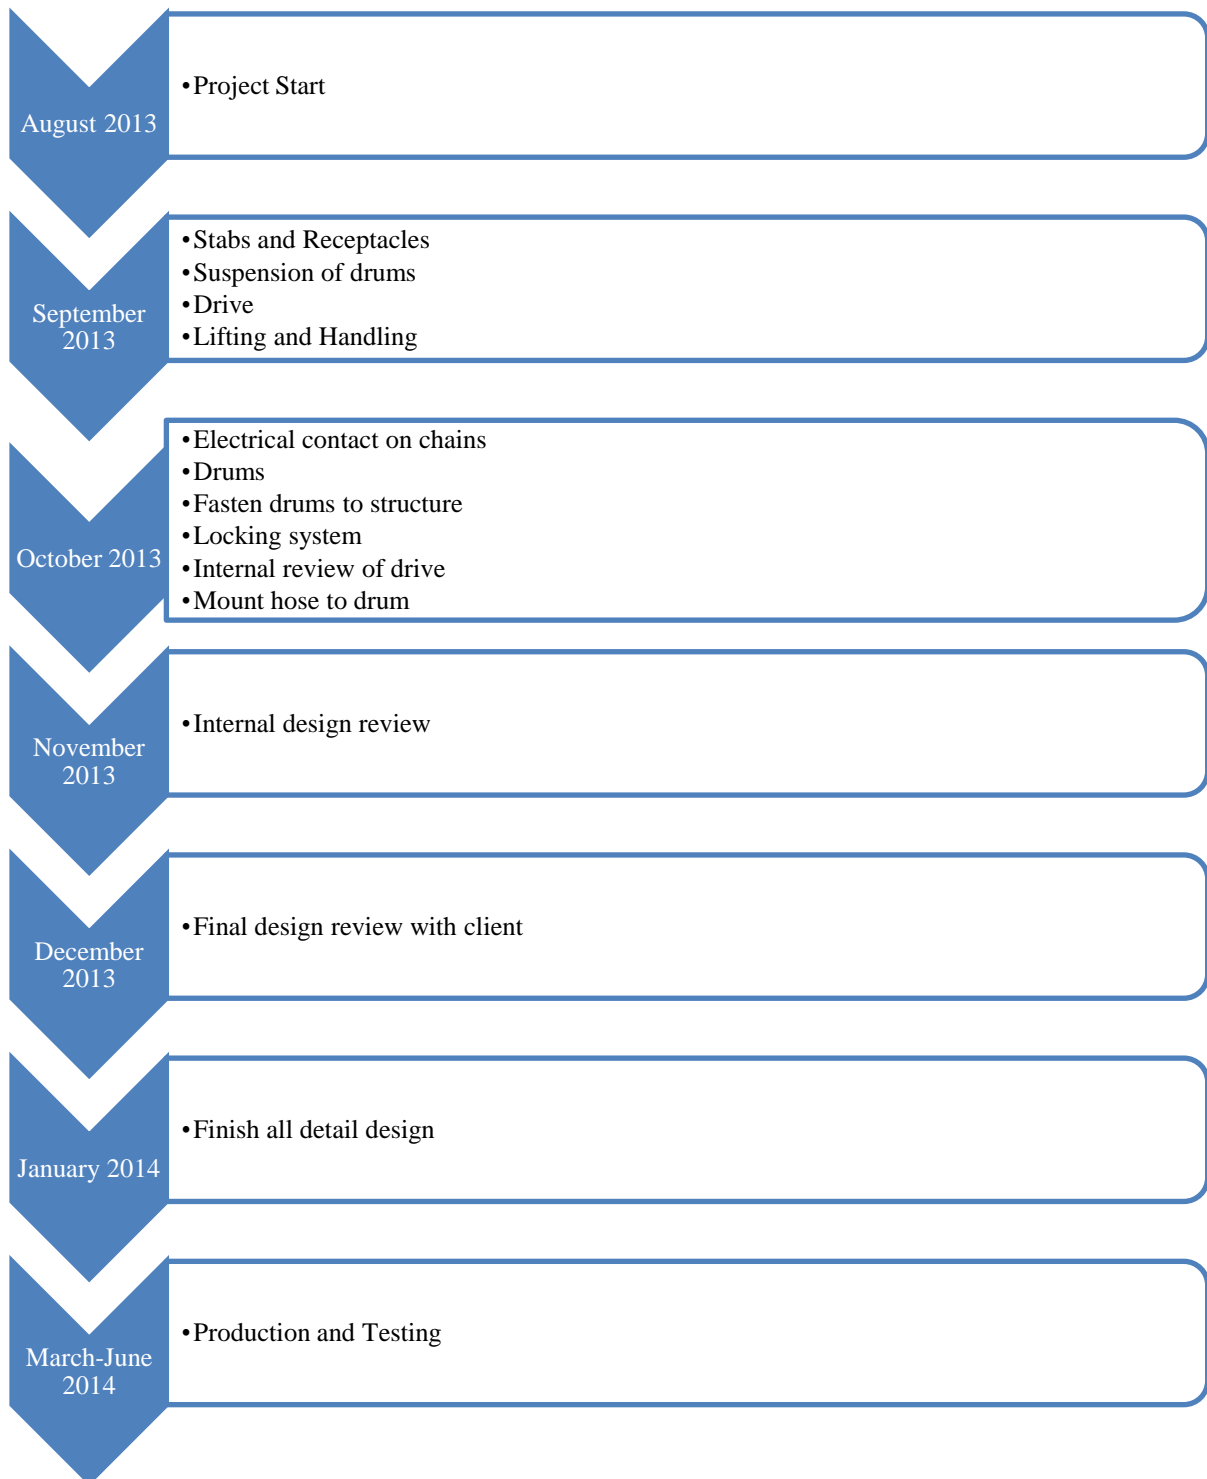 August 2013
•Project Start
September
2013
•Stabs and Receptacles
•Suspension of drums
•Drive
•Lifting and Handling
October 2013
•Electrical contact on chains
•Drums
•Fasten drums to structure
•Locking system
•Internal review of drive
•Mount hose to drum
November
2013
•Internal design review
December
2013
•Final design review with client
January 2014
•Finish all detail design
March-June
2014
•Production and Testing